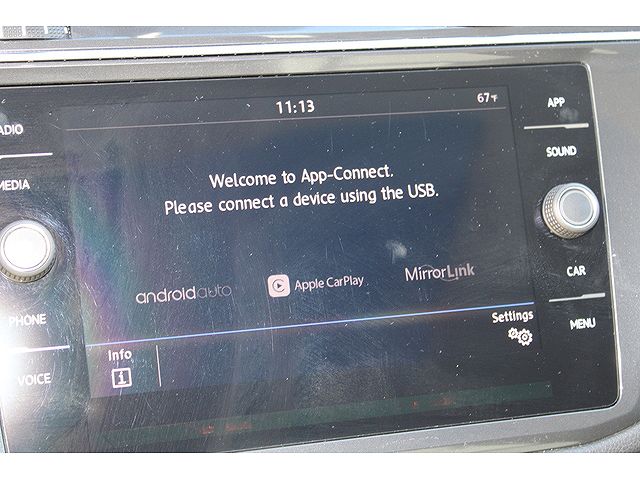 11:13
67°F
Welcome to App-Connect.
Please connect a device using the USB.
androidauto
Apple CarPlay
MirrorLink
Settings
Info
i
MEDIA
PHONE
VOICE
APP
SOUND
CAR
MENU